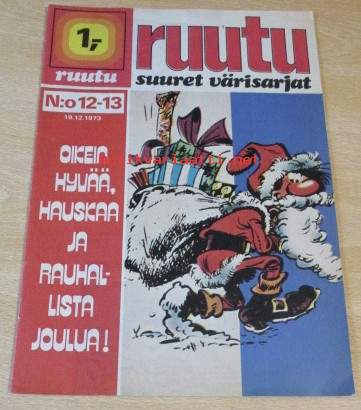 1,-
ruutu
ruutu
suuret värisarjat
N:o 12-13
19.12.1973
OIKEIN
HYVÄÄ,
HAUSKAA
JA
RAUHAL-
LISTA
JOULUA!